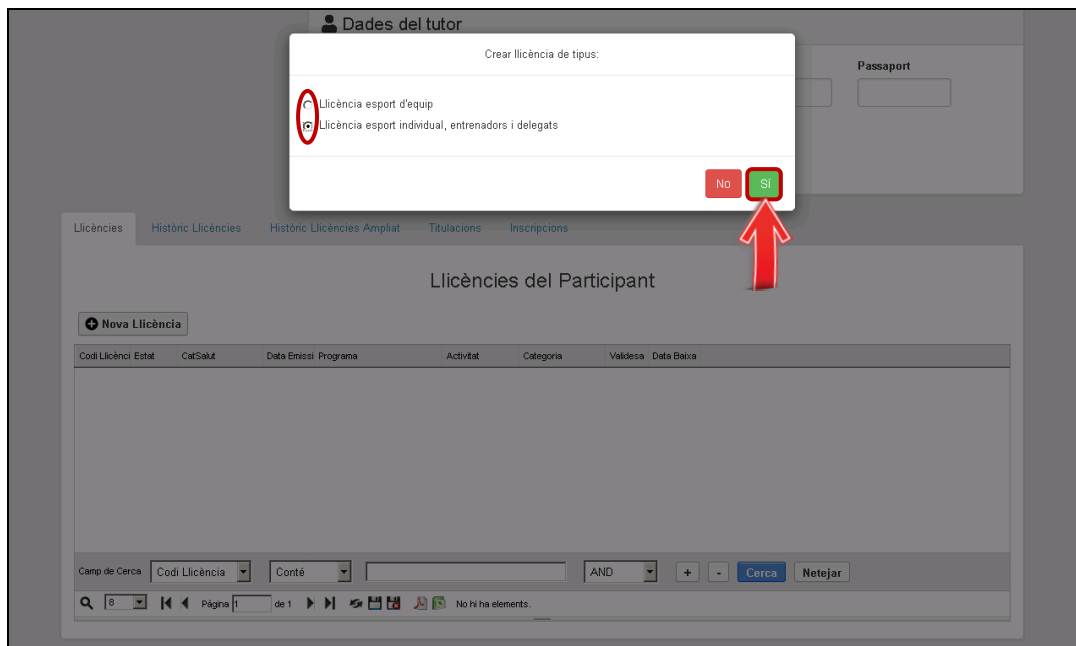 Dades del tutor
Crear llicència de tipus:
Passaport
Llicència esport d'equip
Llicència esport individual, entrenadors i delegats
No Sí
Llicències Històric Llicències Històric Llicències Ampliat Titulacions Inscripcions
Llicències del Participant
Nova Llicència
Codi Llicènci Estat CatSalut Data Emissi Programa Activitat Categoria Validesa Data Baixa
Camp de Cerca Codi Llicència Conté AND + - Cerca Netejar
8 Página 1 de 1 No hi ha elements.